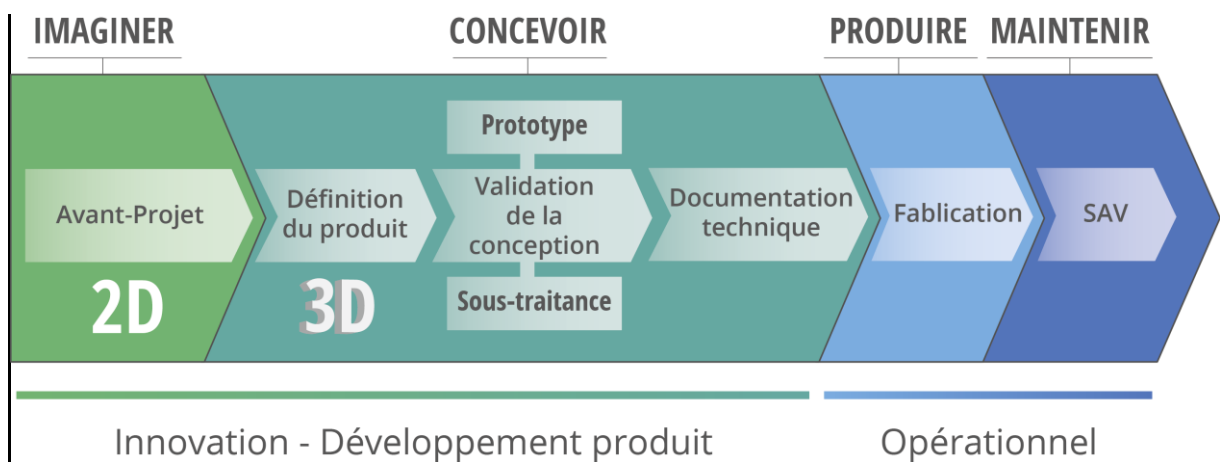 IMAGINER
CONCEVOIR
PRODUIRE
MAINTENIR
Prototype
Avant-Projet
Définition
du produit
Validation
de la
conception
Documentation
technique
Fablication
SAV
2D
3D
Sous-traitance
Innovation - Développement produit
Opérationnel